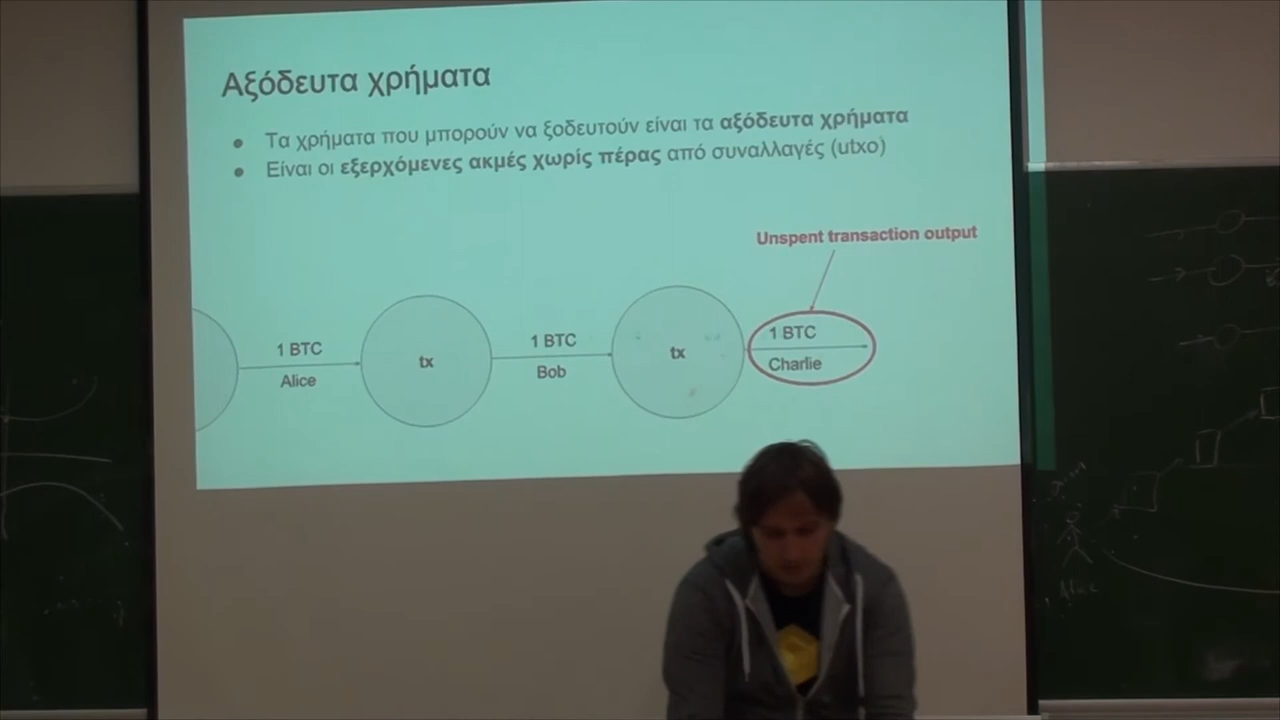 Αξόδευτα χρήματα
● Τα χρήματα που μπορούν να ξοδευτούν είναι τα αξόδευτα χρήματα
● Είναι οι εξερχόμενες ακμές χωρίς πέρας από συναλλαγές (utxo)
Unspent transaction output
1 BTC
Alice
tx
1 BTC
Bob
tx
1 BTC
Charlie
Alice